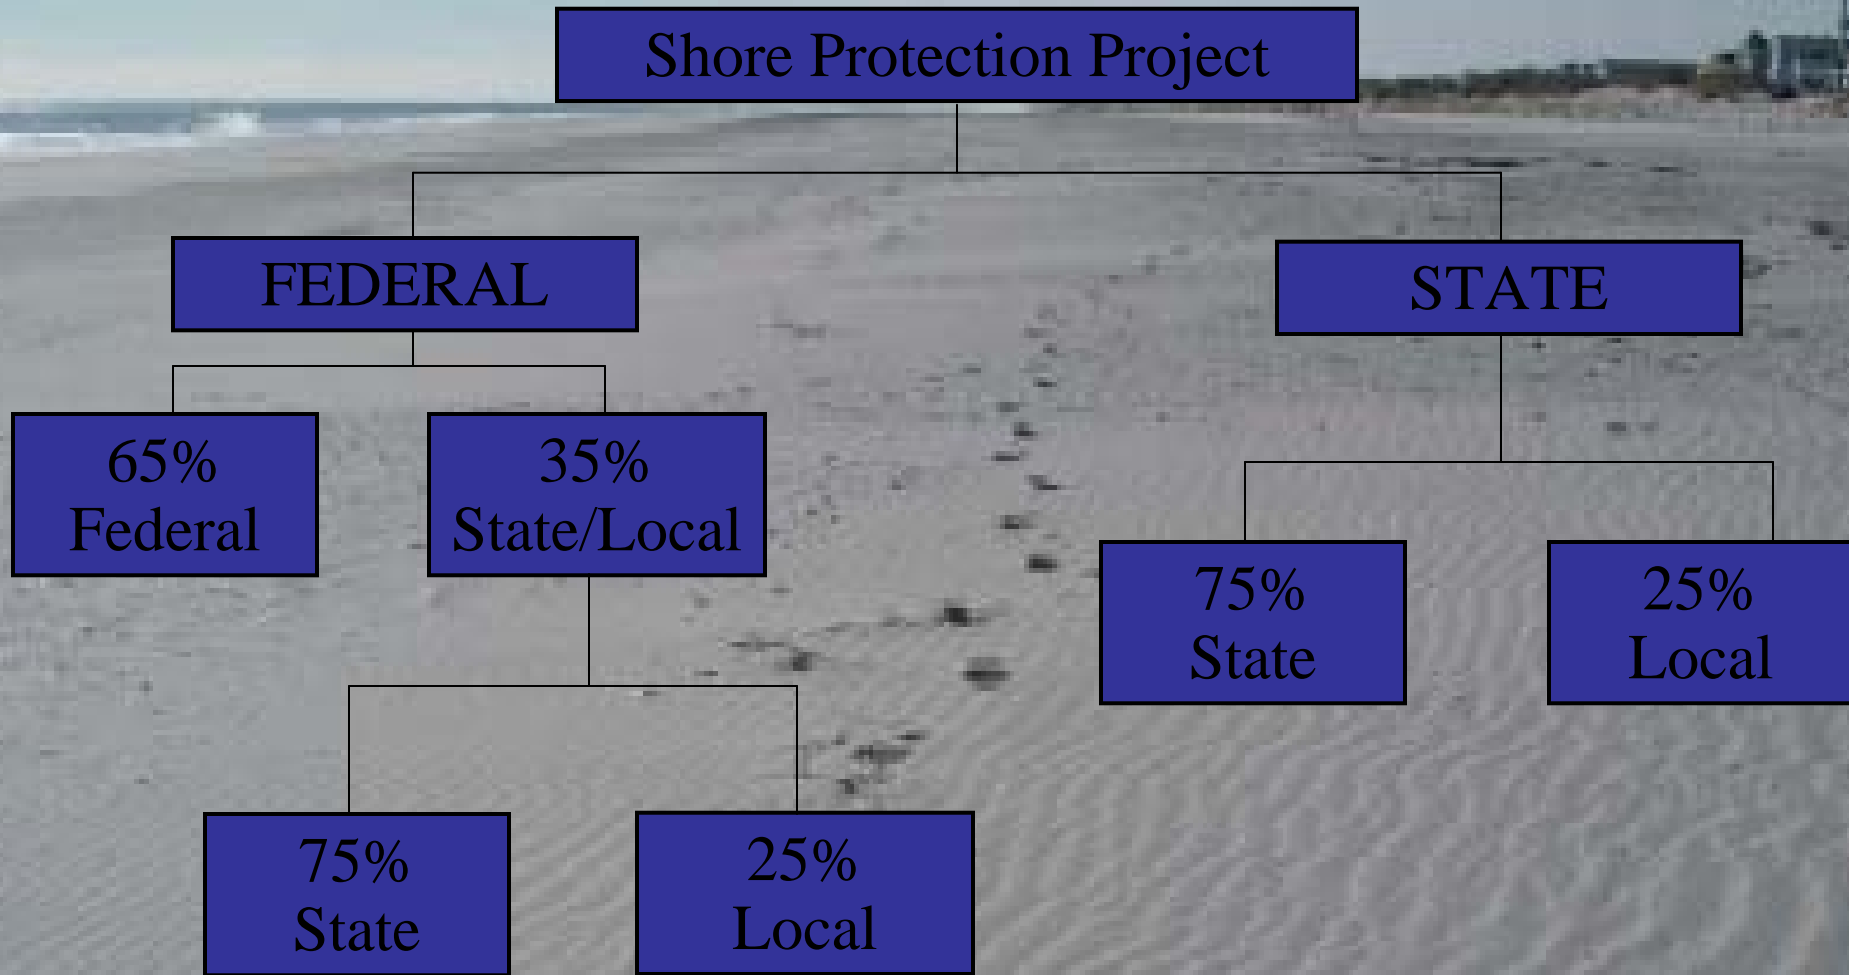 Shore Protection Project
FEDERAL
STATE
65%
Federal
35%
State/Local
75%
State
25%
Local
75%
State
25%
Local